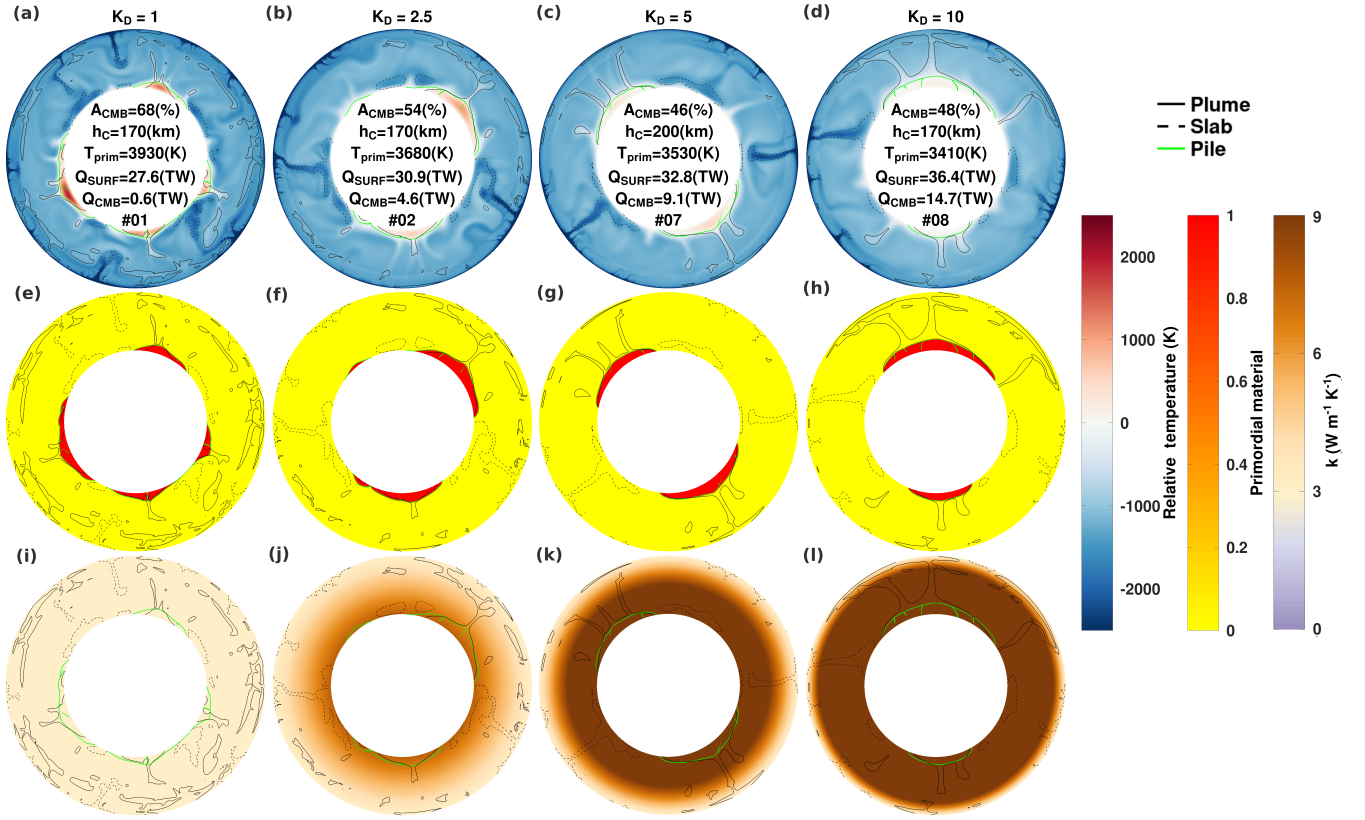 (a) K_D = 1
(b) K_D = 2.5
(c) K_D = 5
(d) K_D = 10
A_CMB=68(%)
h_C=170(km)
T_prim=3930(K)
Q_SURF=27.6(TW)
Q_CMB=0.6(TW)
#01
A_CMB=54(%)
h_C=170(km)
T_prim=3680(K)
Q_SURF=30.9(TW)
Q_CMB=4.6(TW)
#02
A_CMB=46(%)
h_C=200(km)
T_prim=3530(K)
Q_SURF=32.8(TW)
Q_CMB=9.1(TW)
#07
A_CMB=48(%)
h_C=170(km)
T_prim=3410(K)
Q_SURF=36.4(TW)
Q_CMB=14.7(TW)
#08
Plume
Slab
Pile
(e)
(f)
(g)
(h)
(i)
(j)
(k)
(l)
2000
1000
0
-1000
-2000
Relative temperature (K)
1
0.8
0.6
0.4
0.2
0
Primordial material
9
6
3
0
k (W m⁻¹ K⁻¹)